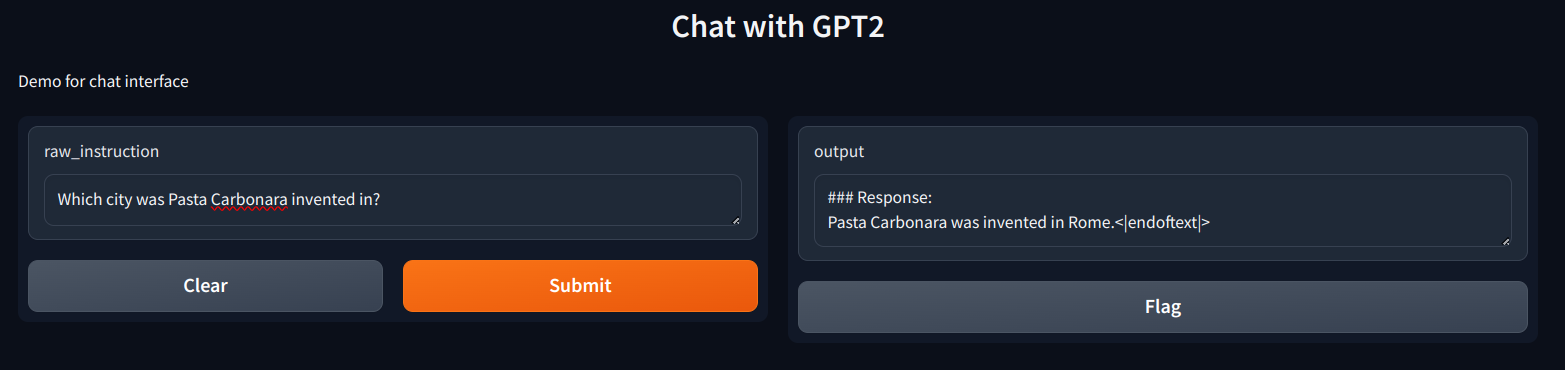 Chat with GPT2
Demo for chat interface
raw_instruction
Which city was Pasta Carbonara invented in?
Clear
Submit
output
### Response:
Pasta Carbonara was invented in Rome.<|endoftext|>
Flag